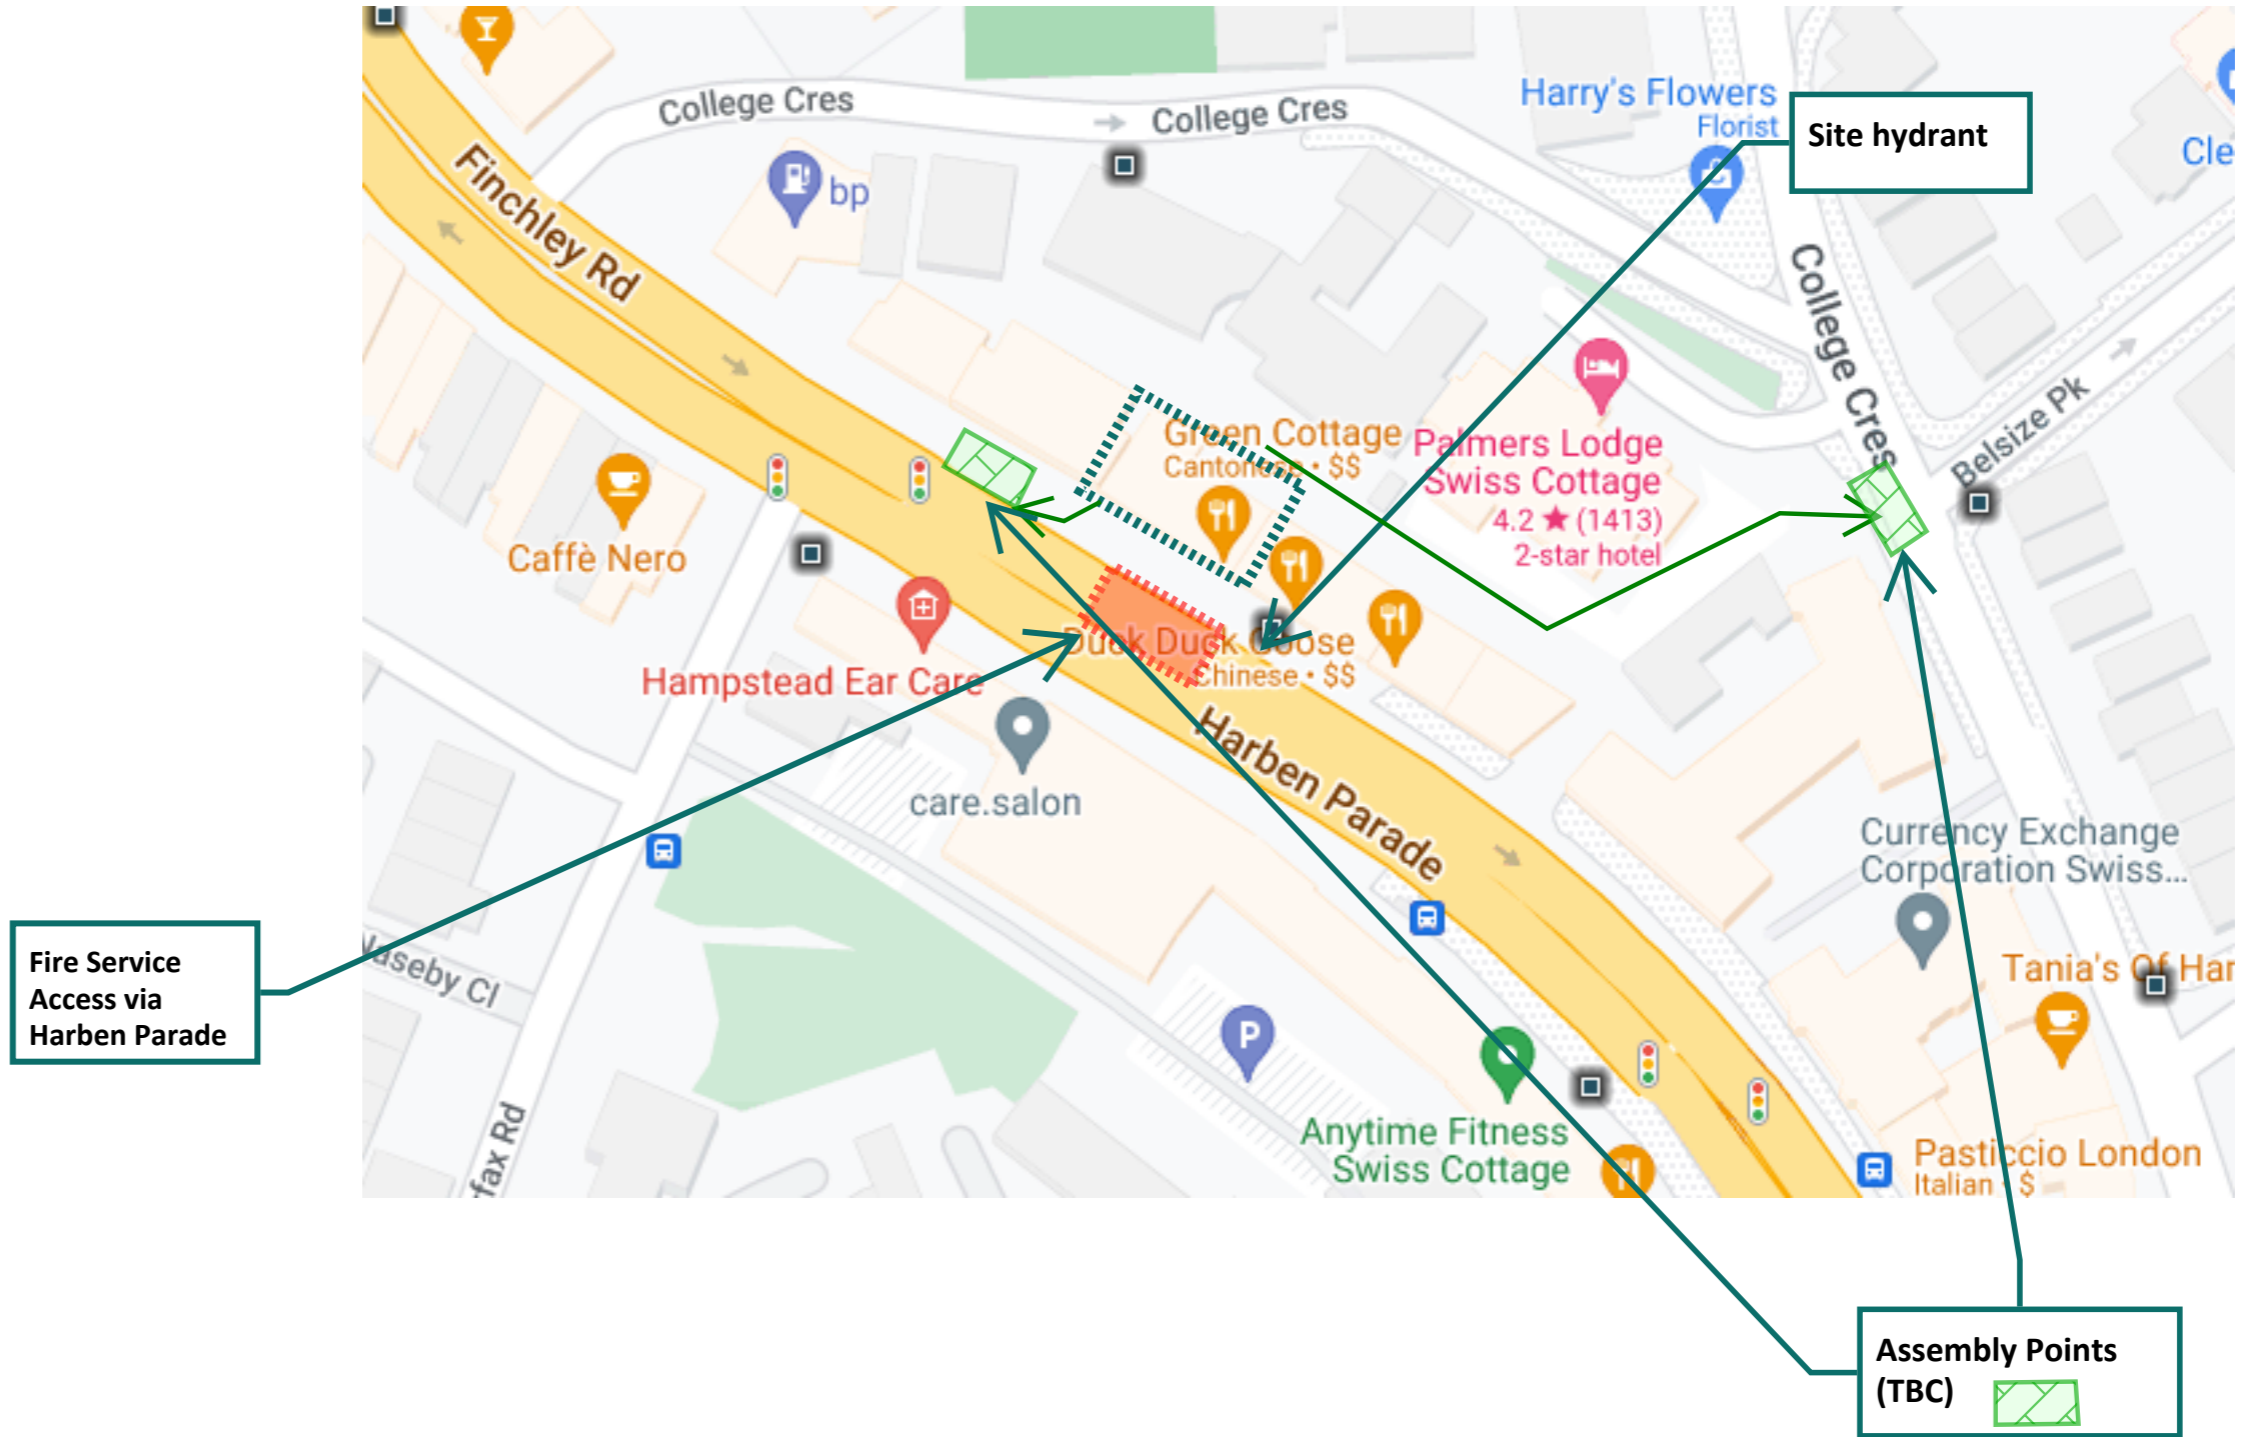 College Cres
College Cres
Harry's Flowers
Florist
Site hydrant
Finchley Rd
bp
College Cres
Belsize Pk
Green Cottage
Cantonese • $$
Palmers Lodge
Swiss Cottage
4.2 ★ (1413)
2-star hotel
Caffè Nero
Hampstead Ear Care
Duck Duck Goose
Chinese • $$
care.salon
Harben Parade
Currency Exchange
Corporation Swiss...
Fire Service
Access via
Harben Parade
Naseby Cl
Tania's Of Har
P
Anytime Fitness
Swiss Cottage
fax Rd
Pasticcio London
Italian • $
Assembly Points
(TBC)
Cle